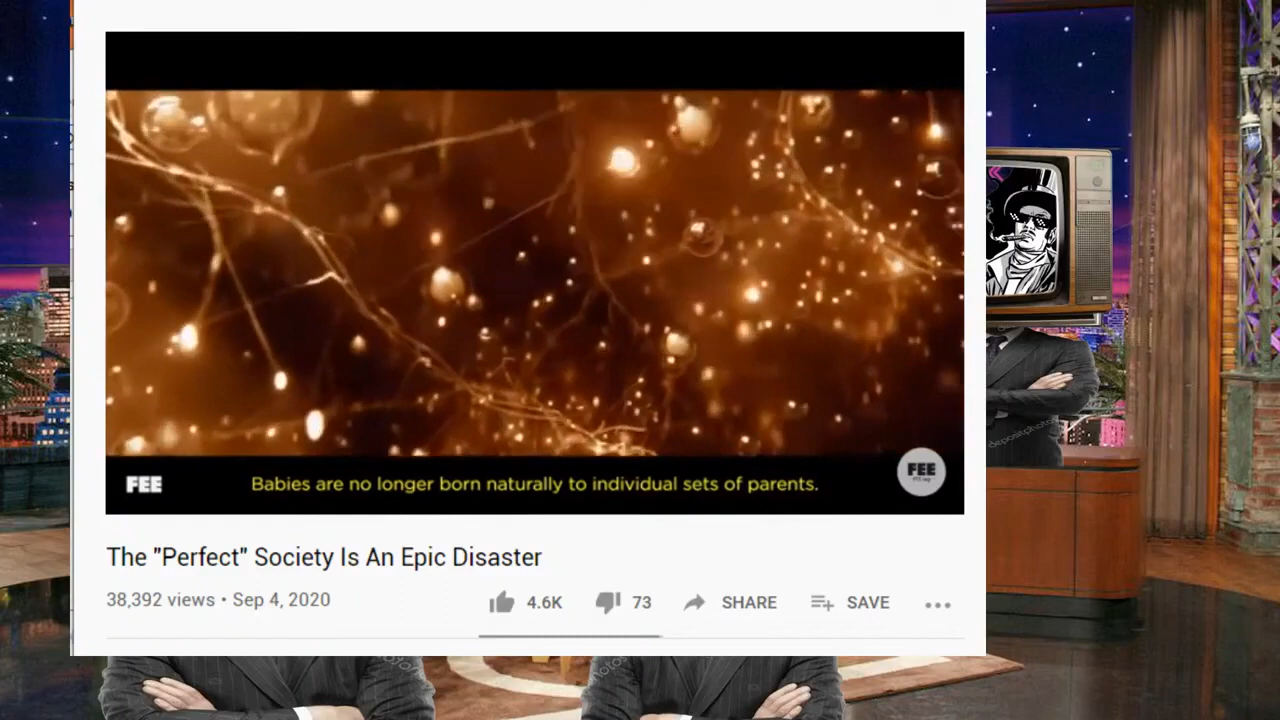 FEE
Babies are no longer born naturally to individual sets of parents.
FEE
The "Perfect" Society Is An Epic Disaster
38,392 views • Sep 4, 2020
4.6K
73
SHARE
SAVE
depositphotos